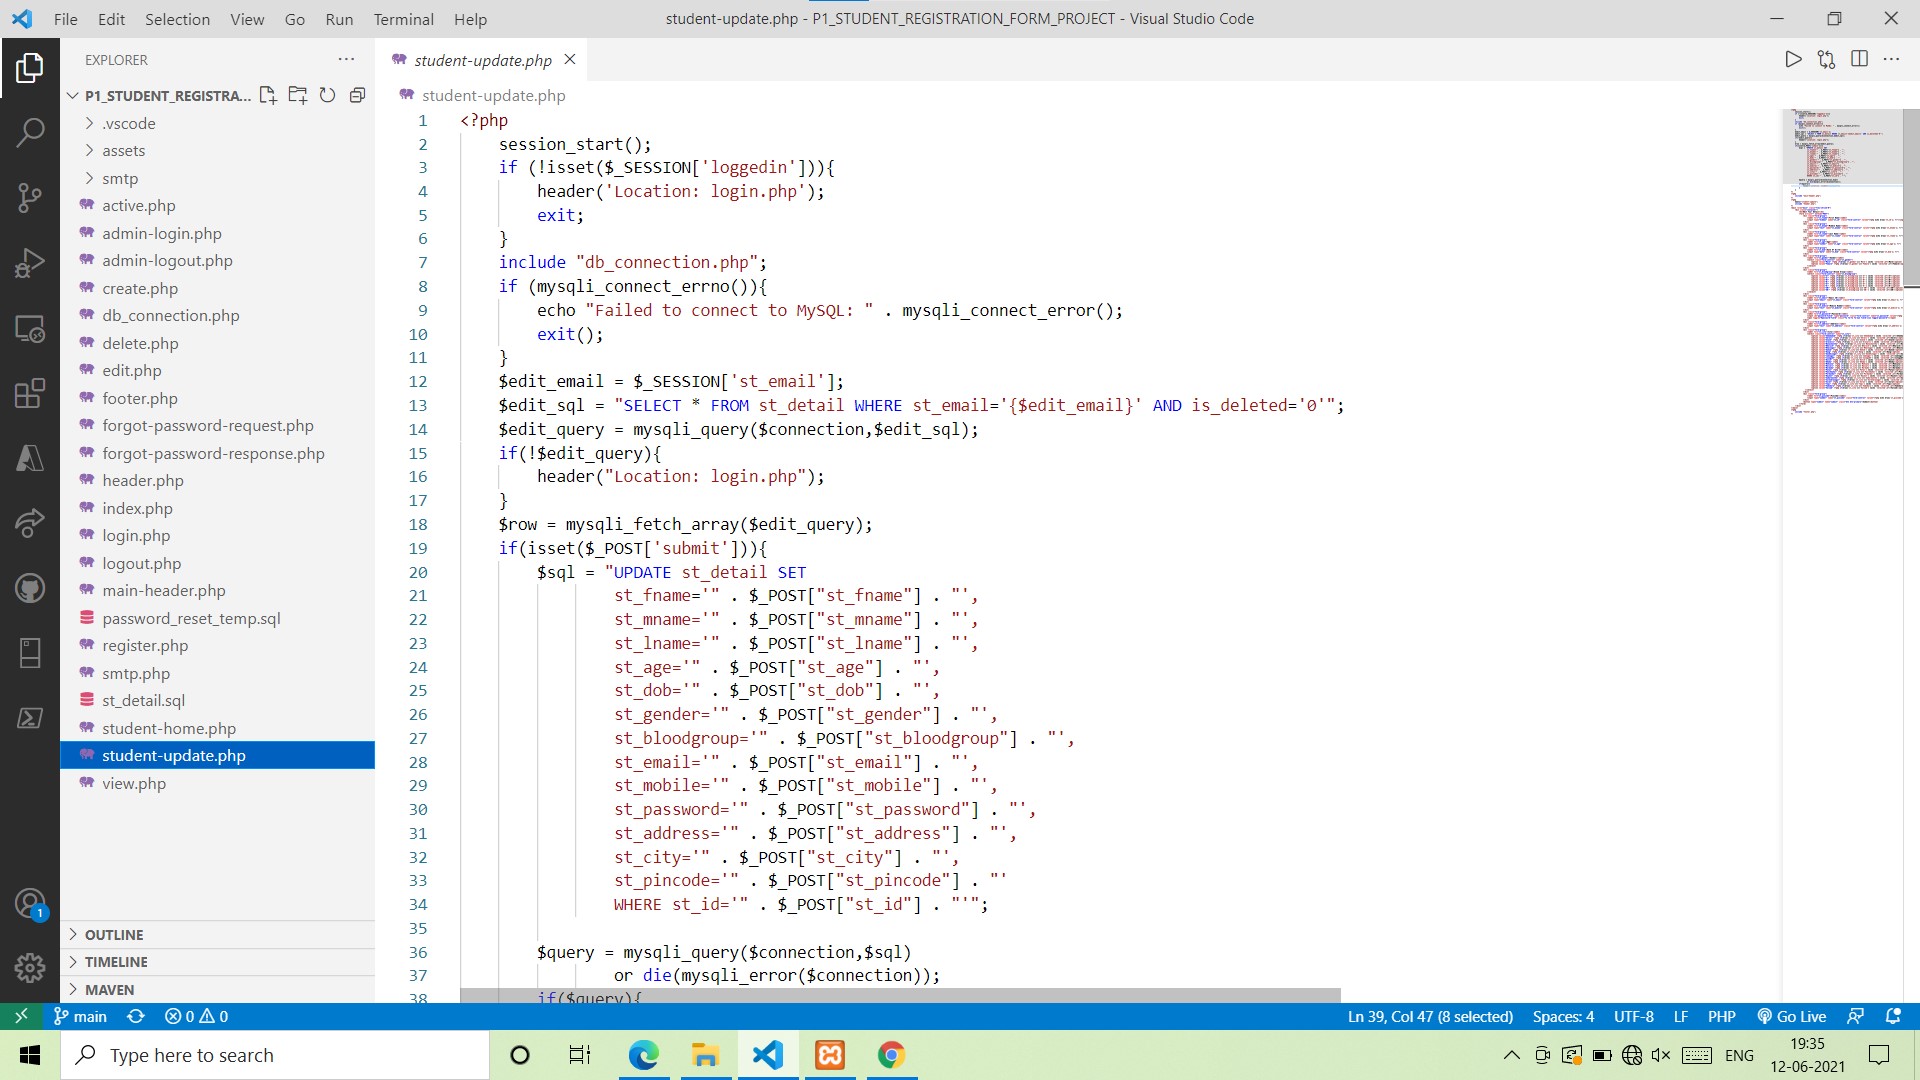 File Edit Selection View Go Run Terminal Help
student-update.php - P1_STUDENT_REGISTRATION_FORM_PROJECT - Visual Studio Code
EXPLORER
P1_STUDENT_REGISTRA...
.vscode
assets
smtp
active.php
admin-login.php
admin-logout.php
create.php
db_connection.php
delete.php
edit.php
footer.php
forgot-password-request.php
forgot-password-response.php
header.php
index.php
login.php
logout.php
main-header.php
password_reset_temp.sql
register.php
smtp.php
st_detail.sql
student-home.php
student-update.php
view.php
OUTLINE
TIMELINE
MAVEN
student-update.php
student-update.php
1 <?php
2 session_start();
3 if (!isset($_SESSION['loggedin'])){
4 header('Location: login.php');
5 exit;
6 }
7 include "db_connection.php";
8 if (mysqli_connect_errno()){
9 echo "Failed to connect to MySQL: " . mysqli_connect_error();
10 exit();
11 }
12 $edit_email = $_SESSION['st_email'];
13 $edit_sql = "SELECT * FROM st_detail WHERE st_email='{$edit_email}' AND is_deleted='0'";
14 $edit_query = mysqli_query($connection,$edit_sql);
15 if(!$edit_query){
16 header("Location: login.php");
17 }
18 $row = mysqli_fetch_array($edit_query);
19 if(isset($_POST['submit'])){
20 $sql = "UPDATE st_detail SET
21 st_fname='" . $_POST["st_fname"] . "',
22 st_mname='" . $_POST["st_mname"] . "',
23 st_lname='" . $_POST["st_lname"] . "',
24 st_age='" . $_POST["st_age"] . "',
25 st_dob='" . $_POST["st_dob"] . "',
26 st_gender='" . $_POST["st_gender"] . "',
27 st_bloodgroup='" . $_POST["st_bloodgroup"] . "',
28 st_email='" . $_POST["st_email"] . "',
29 st_mobile='" . $_POST["st_mobile"] . "',
30 st_password='" . $_POST["st_password"] . "',
31 st_address='" . $_POST["st_address"] . "',
32 st_city='" . $_POST["st_city"] . "',
33 st_pincode='" . $_POST["st_pincode"] . "'
34 WHERE st_id='" . $_POST["st_id"] . "'";
35
36 $query = mysqli_query($connection,$sql)
37 or die(mysqli_error($connection));
38 if($query){
1
main 0 0 Ln 39, Col 47 (8 selected) Spaces: 4 UTF-8 LF PHP Go Live
Type here to search
ENG
19:35
12-06-2021